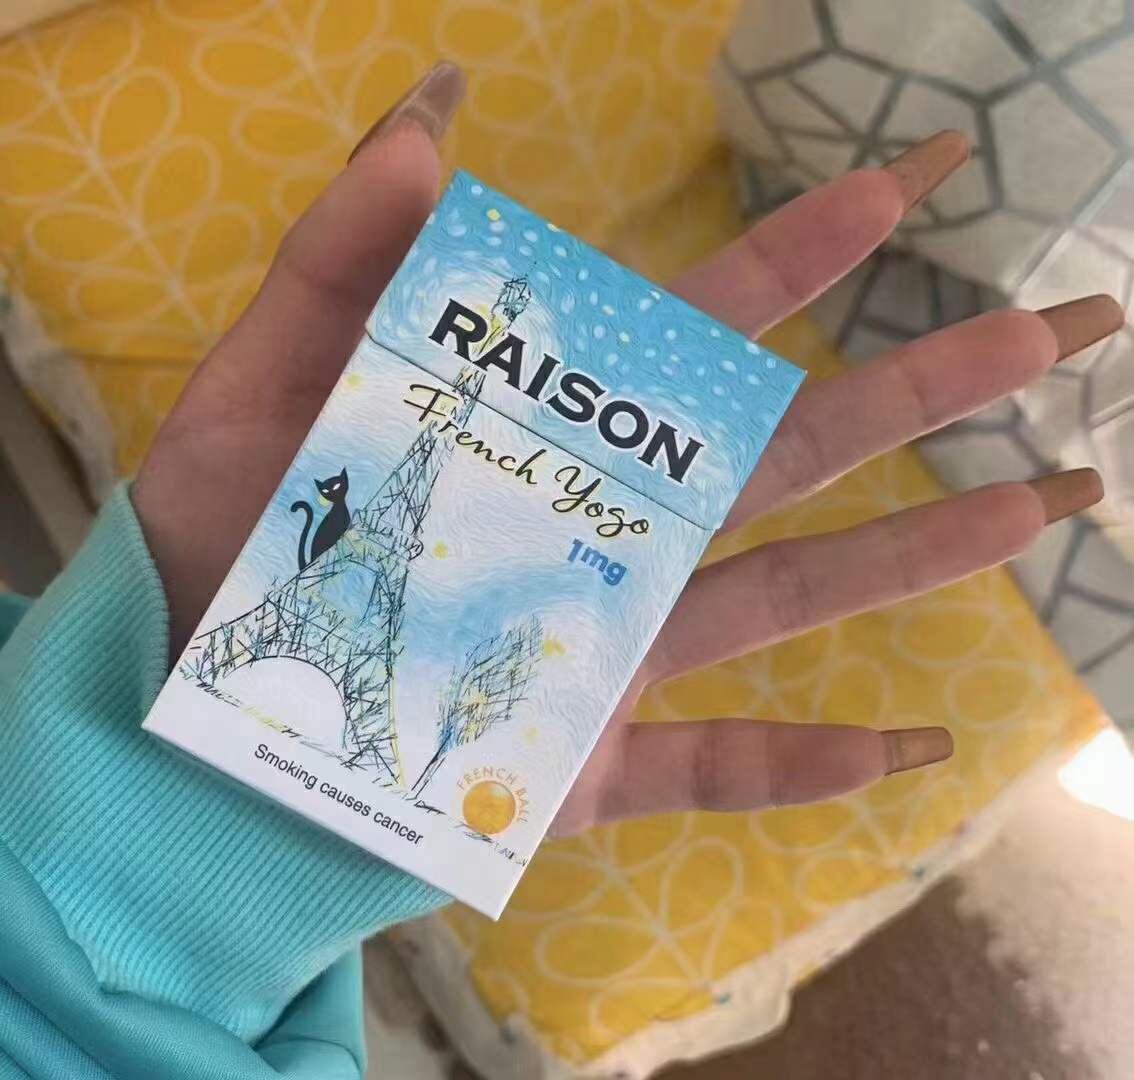 RAISON
French Yogo
1mg
FRENCH BALL
Smoking causes cancer